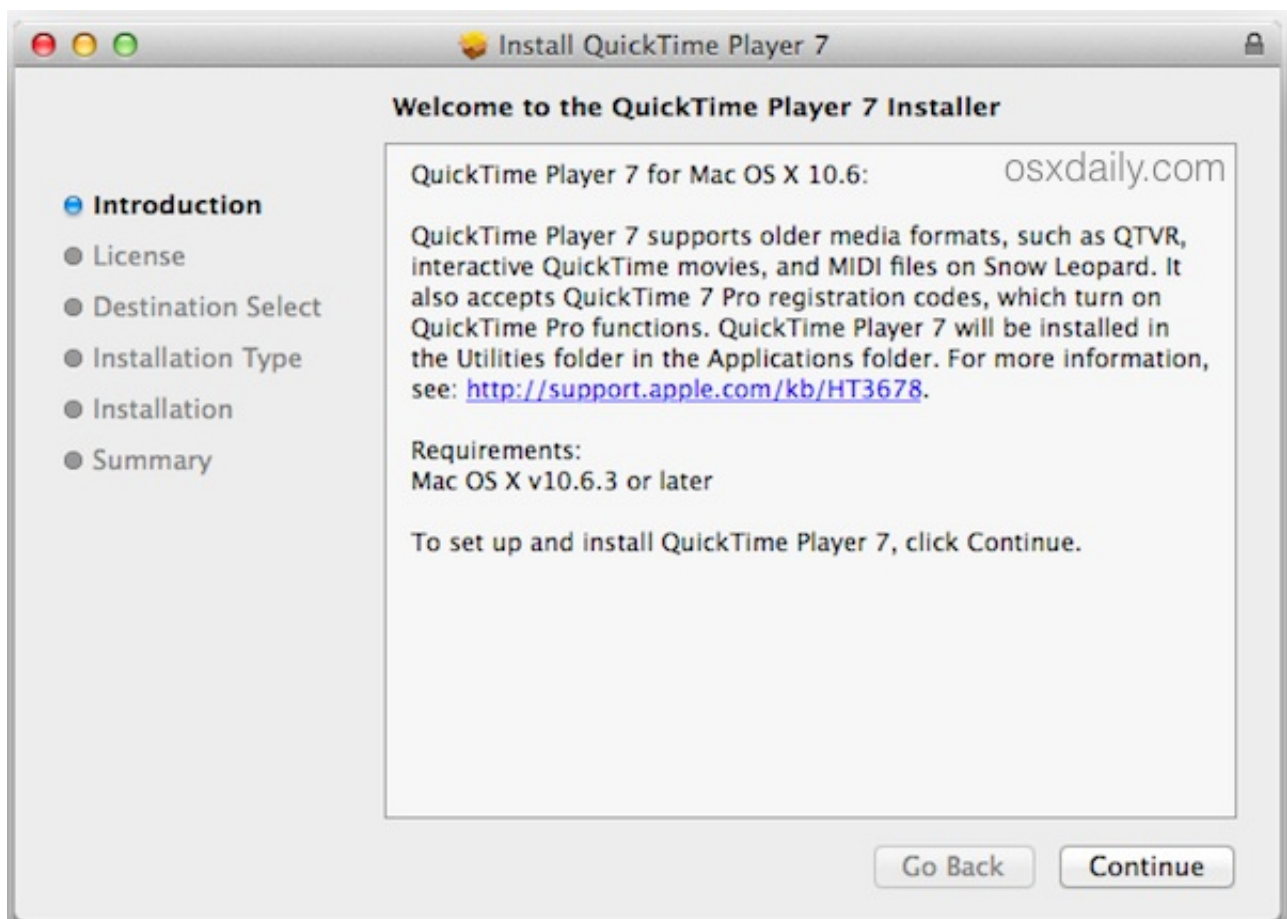 Install QuickTime Player 7
Welcome to the QuickTime Player 7 Installer
Introduction
License
Destination Select
Installation Type
Installation
Summary
osxdaily.com
QuickTime Player 7 for Mac OS X 10.6:
QuickTime Player 7 supports older media formats, such as QTVR,
interactive QuickTime movies, and MIDI files on Snow Leopard. It
also accepts QuickTime 7 Pro registration codes, which turn on
QuickTime Pro functions. QuickTime Player 7 will be installed in
the Utilities folder in the Applications folder. For more information,
see: http://support.apple.com/kb/HT3678.
Requirements:
Mac OS X v10.6.3 or later
To set up and install QuickTime Player 7, click Continue.
Go Back
Continue